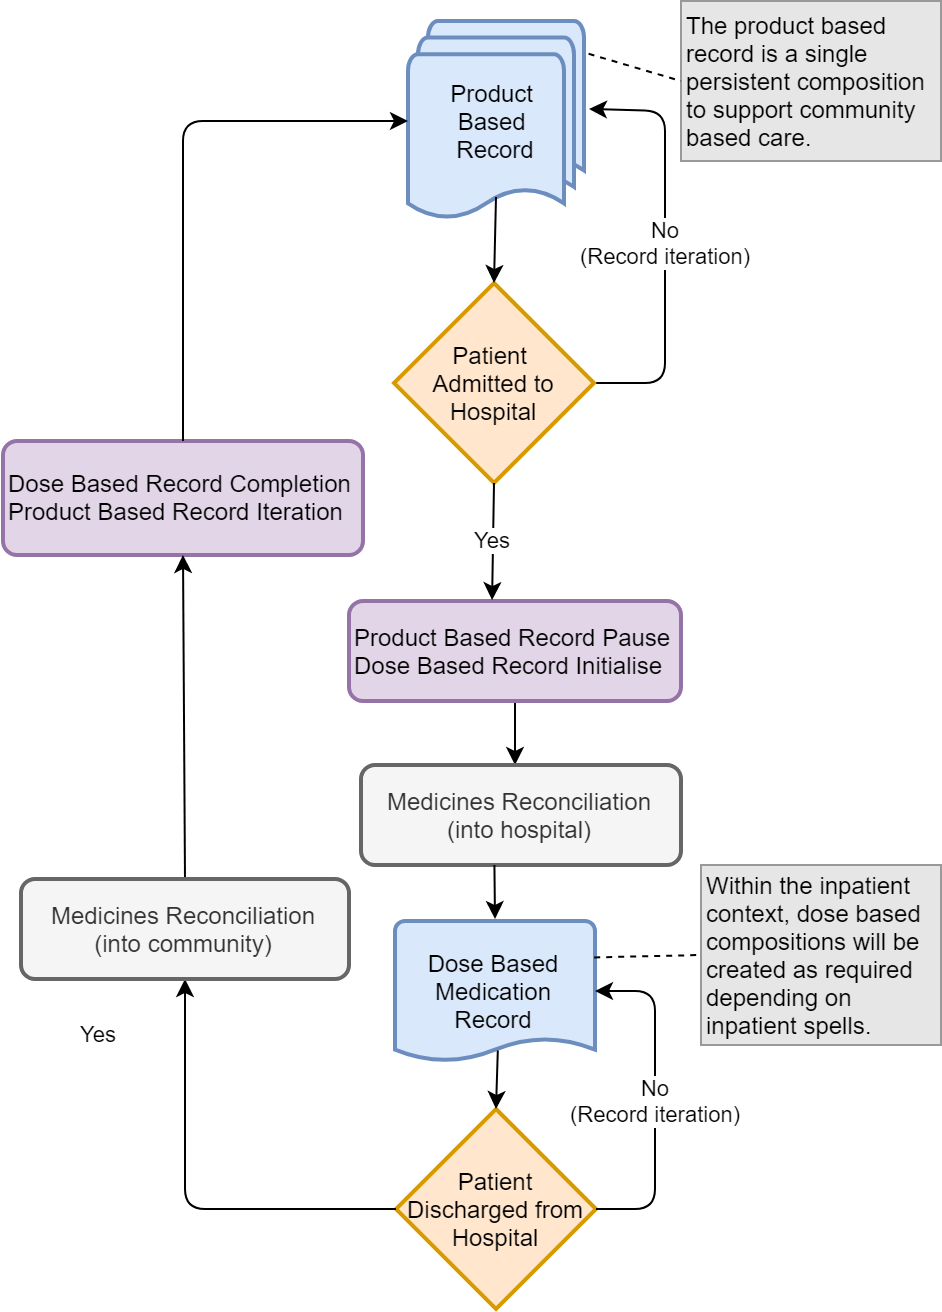 Product
Based
Record
The product based
record is a single
persistent composition
to support community
based care.
No
(Record iteration)
Patient
Admitted to
Hospital
Dose Based Record Completion
Product Based Record Iteration
Yes
Product Based Record Pause
Dose Based Record Initialise
Medicines Reconciliation
(into hospital)
Medicines Reconciliation
(into community)
Within the inpatient
context, dose based
compositions will be
created as required
depending on
inpatient spells.
Dose Based
Medication
Record
Yes
No
(Record iteration)
Patient
Discharged from
Hospital